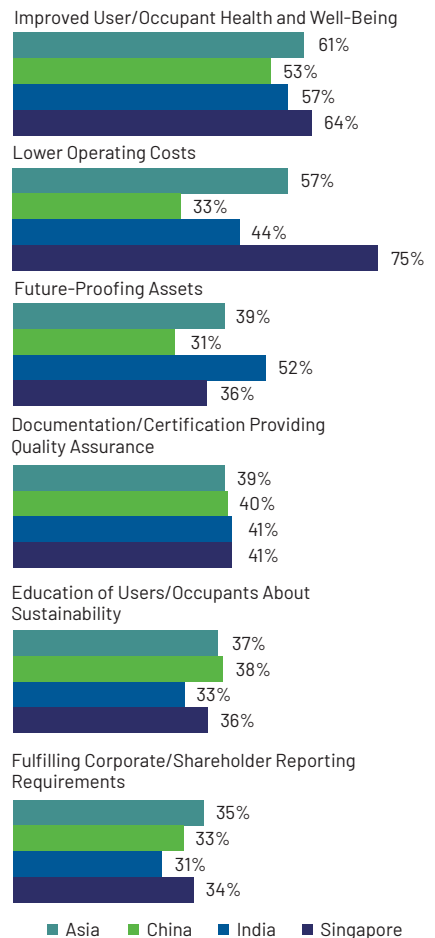 Improved User/Occupant Health and Well-Being
61%
53%
57%
64%
Lower Operating Costs
57%
33%
44%
75%
Future-Proofing Assets
39%
31%
52%
36%
Documentation/Certification Providing
Quality Assurance
39%
40%
41%
41%
Education of Users/Occupants About
Sustainability
37%
38%
33%
36%
Fulfilling Corporate/Shareholder Reporting
Requirements
35%
33%
31%
34%
Asia China India Singapore